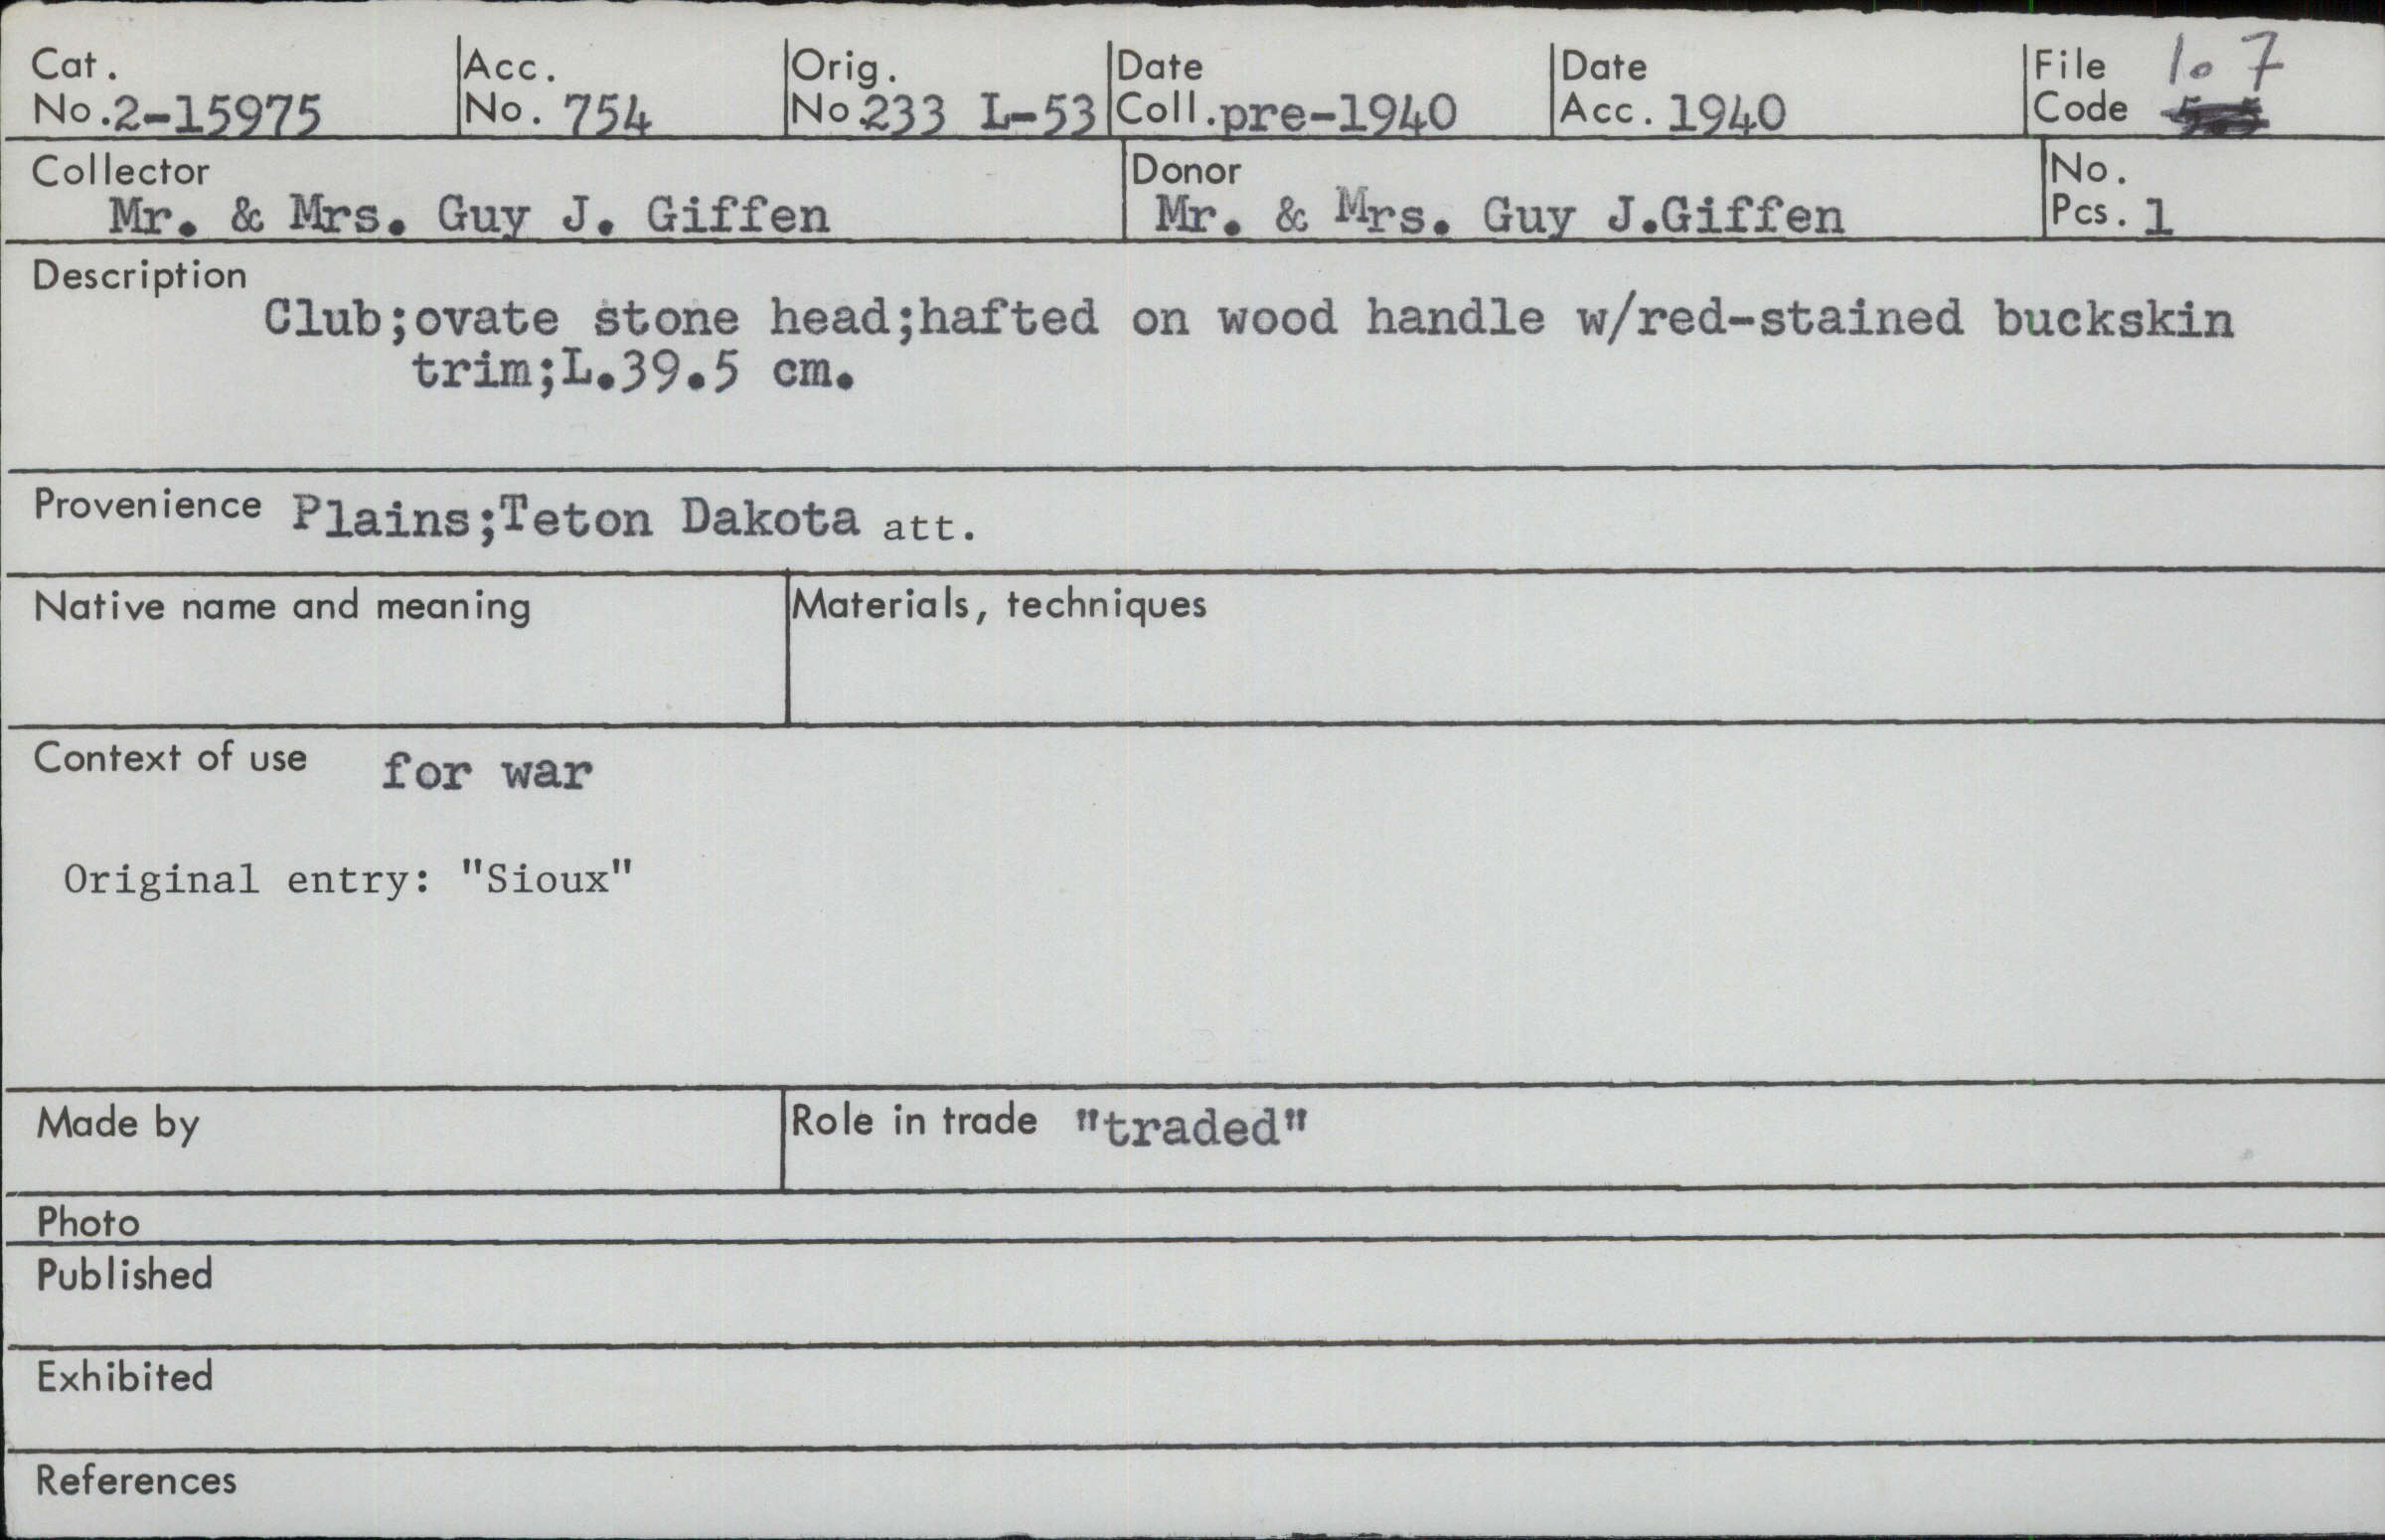 Cat. No. 2-15975 Acc. No. 754 Orig. No. 233 L-53 Date Coll. pre-1940 Date Acc. 1940 File Code 1.7
Collector Mr. & Mrs. Guy J. Giffen Donor Mr. & Mrs. Guy J.Giffen No. Pcs. 1
Description
Club;ovate stone head;hafted on wood handle w/red-stained buckskin
trim;L.39.5 cm.
Provenience Plains;Teton Dakota att.
Native name and meaning Materials, techniques
Context of use for war
Original entry: "Sioux"
Made by Role in trade "traded"
Photo
Published
Exhibited
References